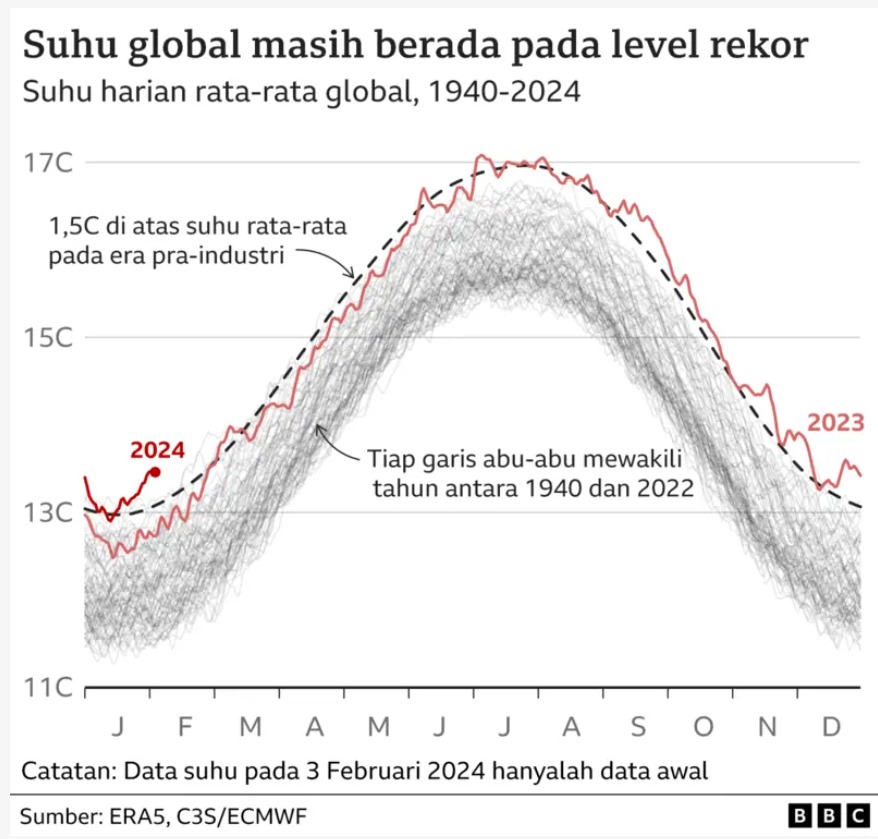 Suhu global masih berada pada level rekor
Suhu harian rata-rata global, 1940-2024
17C
1,5C di atas suhu rata-rata
pada era pra-industri
15C
2024
2023
Tiap garis abu-abu mewakili
tahun antara 1940 dan 2022
13C
11C
J F M A M J J A S O N D
Catatan: Data suhu pada 3 Februari 2024 hanyalah data awal
Sumber: ERA5, C3S/ECMWF
BBC